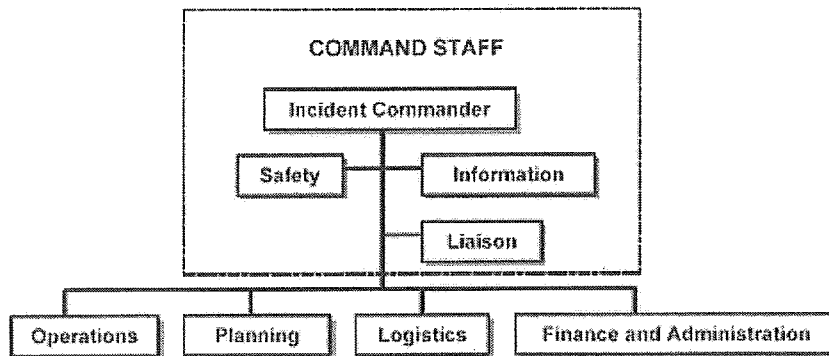 COMMAND STAFF
Incident Commander
Safety
Information
Liaison
Operations
Planning
Logistics
Finance and Administration